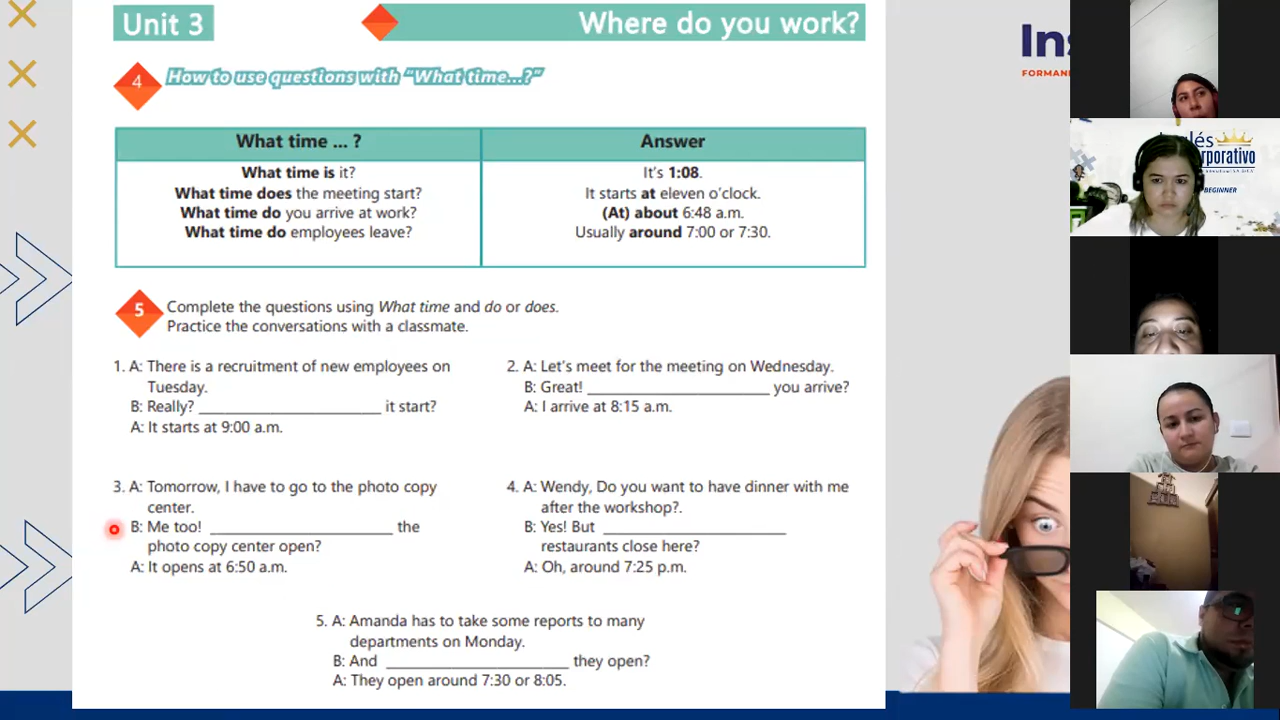 Unit 3
Where do you work?
4
How to use questions with “What time...?”
What time ... ?
Answer
What time is it?
It’s 1:08.
What time does the meeting start?
It starts at eleven o’clock.
What time do you arrive at work?
(At) about 6:48 a.m.
What time do employees leave?
Usually around 7:00 or 7:30.
5
Complete the questions using What time and do or does.
Practice the conversations with a classmate.
1. A: There is a recruitment of new employees on
Tuesday.
B: Really? ____________________ it start?
A: It starts at 9:00 a.m.
2. A: Let’s meet for the meeting on Wednesday.
B: Great! ____________________ you arrive?
A: I arrive at 8:15 a.m.
3. A: Tomorrow, I have to go to the photo copy
center.
B: Me too! ____________________ the
photo copy center open?
A: It opens at 6:50 a.m.
4. A: Wendy, Do you want to have dinner with me
after the workshop?.
B: Yes! But ____________________
restaurants close here?
A: Oh, around 7:25 p.m.
5. A: Amanda has to take some reports to many
departments on Monday.
B: And ____________________ they open?
A: They open around 7:30 or 8:05.
Ins
FORMAN
glés
rporativo
BEGINNER